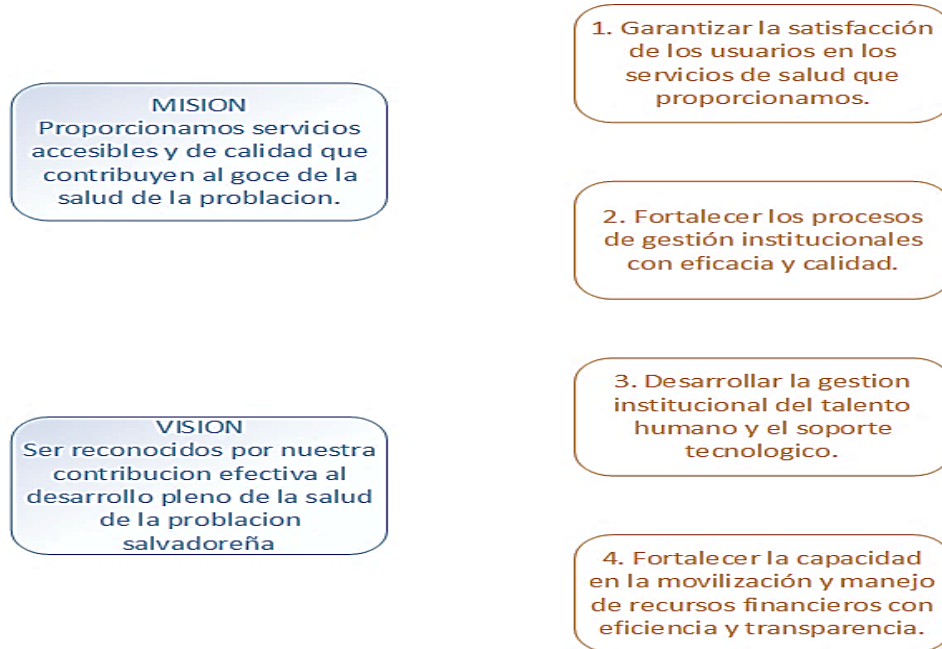 MISION
Proporcionamos servicios
accesibles y de calidad que
contribuyen al goce de la
salud de la problacion.
VISION
Ser reconocidos por nuestra
contribucion efectiva al
desarrollo pleno de la salud
de la problacion
salvadoreña
1. Garantizar la satisfacción
de los usuarios en los
servicios de salud que
proporcionamos.
2. Fortalecer los procesos
de gestión institucionales
con eficacia y calidad.
3. Desarrollar la gestion
institucional del talento
humano y el soporte
tecnologico.
4. Fortalecer la capacidad
en la movilización y manejo
de recursos financieros con
eficiencia y transparencia.